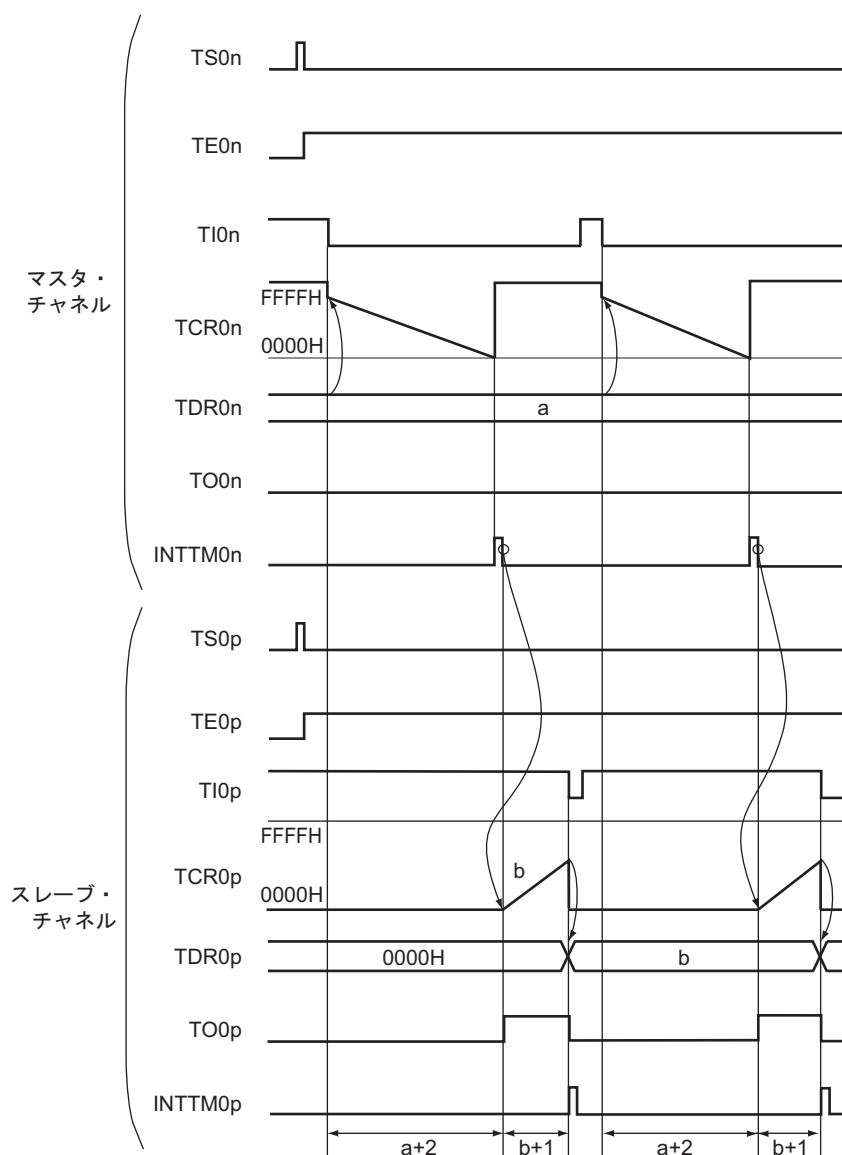 TS0n
TE0n
TI0n
マスタ・
チャネル
FFFFH
TCR0n
0000H
TDR0n
a
TO0n
INTTM0n
TS0p
TE0p
TI0p
FFFFH
スレーブ・
チャネル
TCR0p
b
0000H
TDR0p
0000H
b
TO0p
INTTM0p
a+2
b+1
a+2
b+1